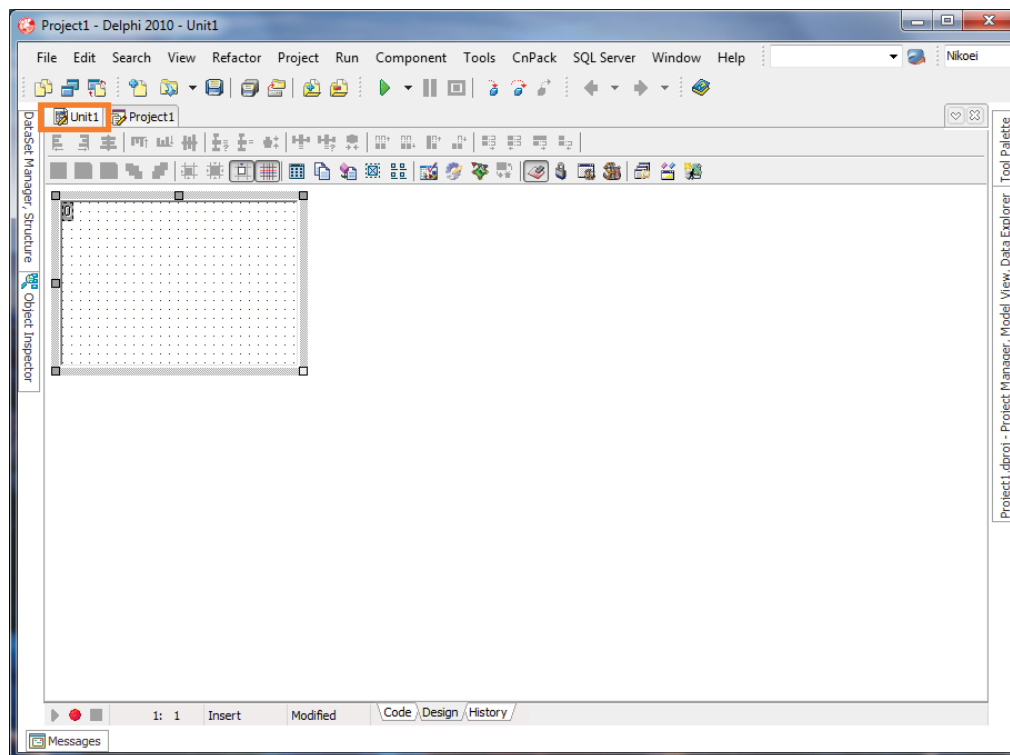 Project1 - Delphi 2010 - Unit1
File Edit Search View Refactor Project Run Component Tools CnPack SQL Server Window Help Nikoei
Unit1 Project1
DataSet Manager, Structure
Object Inspector
Tool Palette
Project1.dproj - Project Manager, Model View, Data Explorer
1: 1 Insert Modified Code Design History
Messages